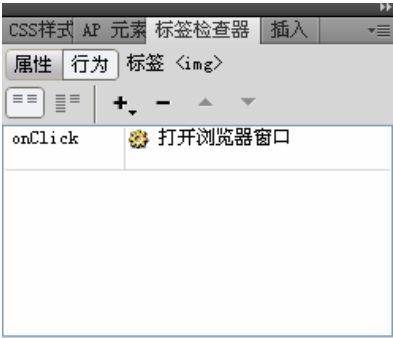 CSS样式 AP 元素 标签检查器 插入
属性 行为 标签 <img>
onClick 打开浏览器窗口